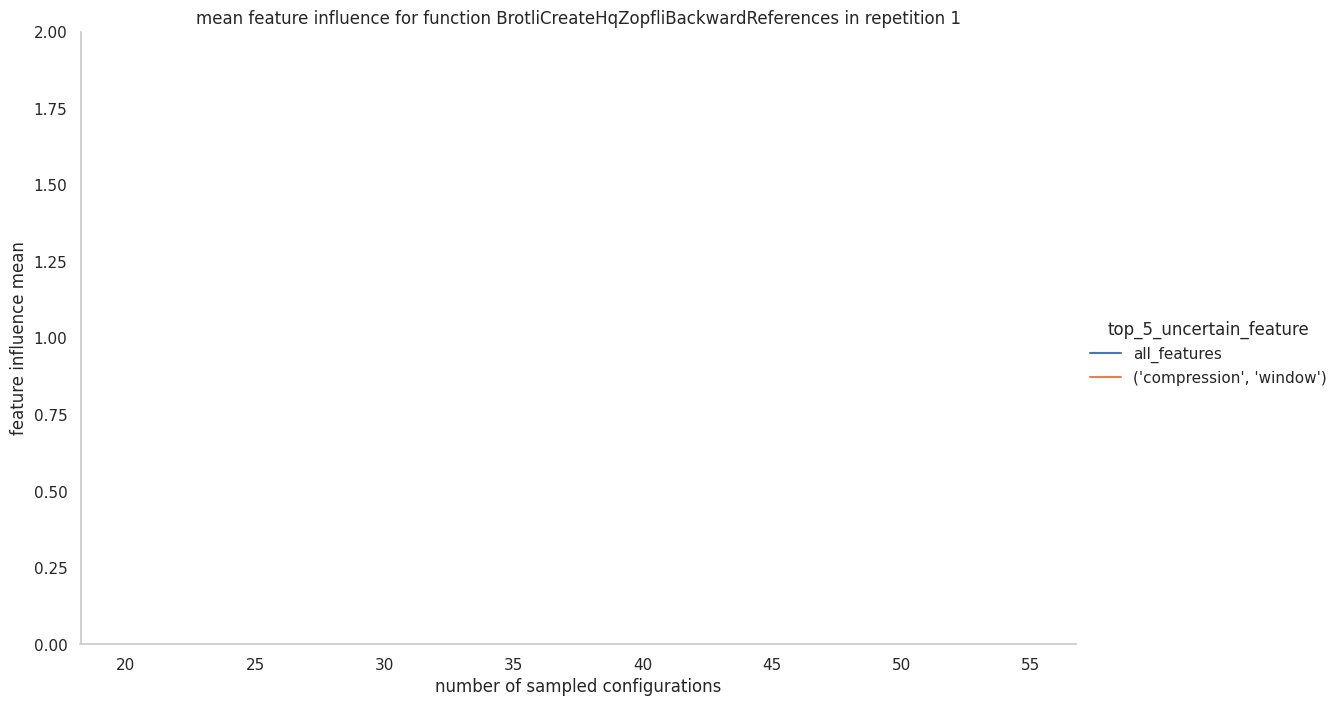 mean feature influence for function BrotliCreateHqZopfliBackwardReferences in repetition 1
2.00
1.75
1.50
1.25
1.00
0.75
0.50
0.25
0.00
feature influence mean
20 25 30 35 40 45 50 55
number of sampled configurations
top_5_uncertain_feature
all_features
('compression', 'window')